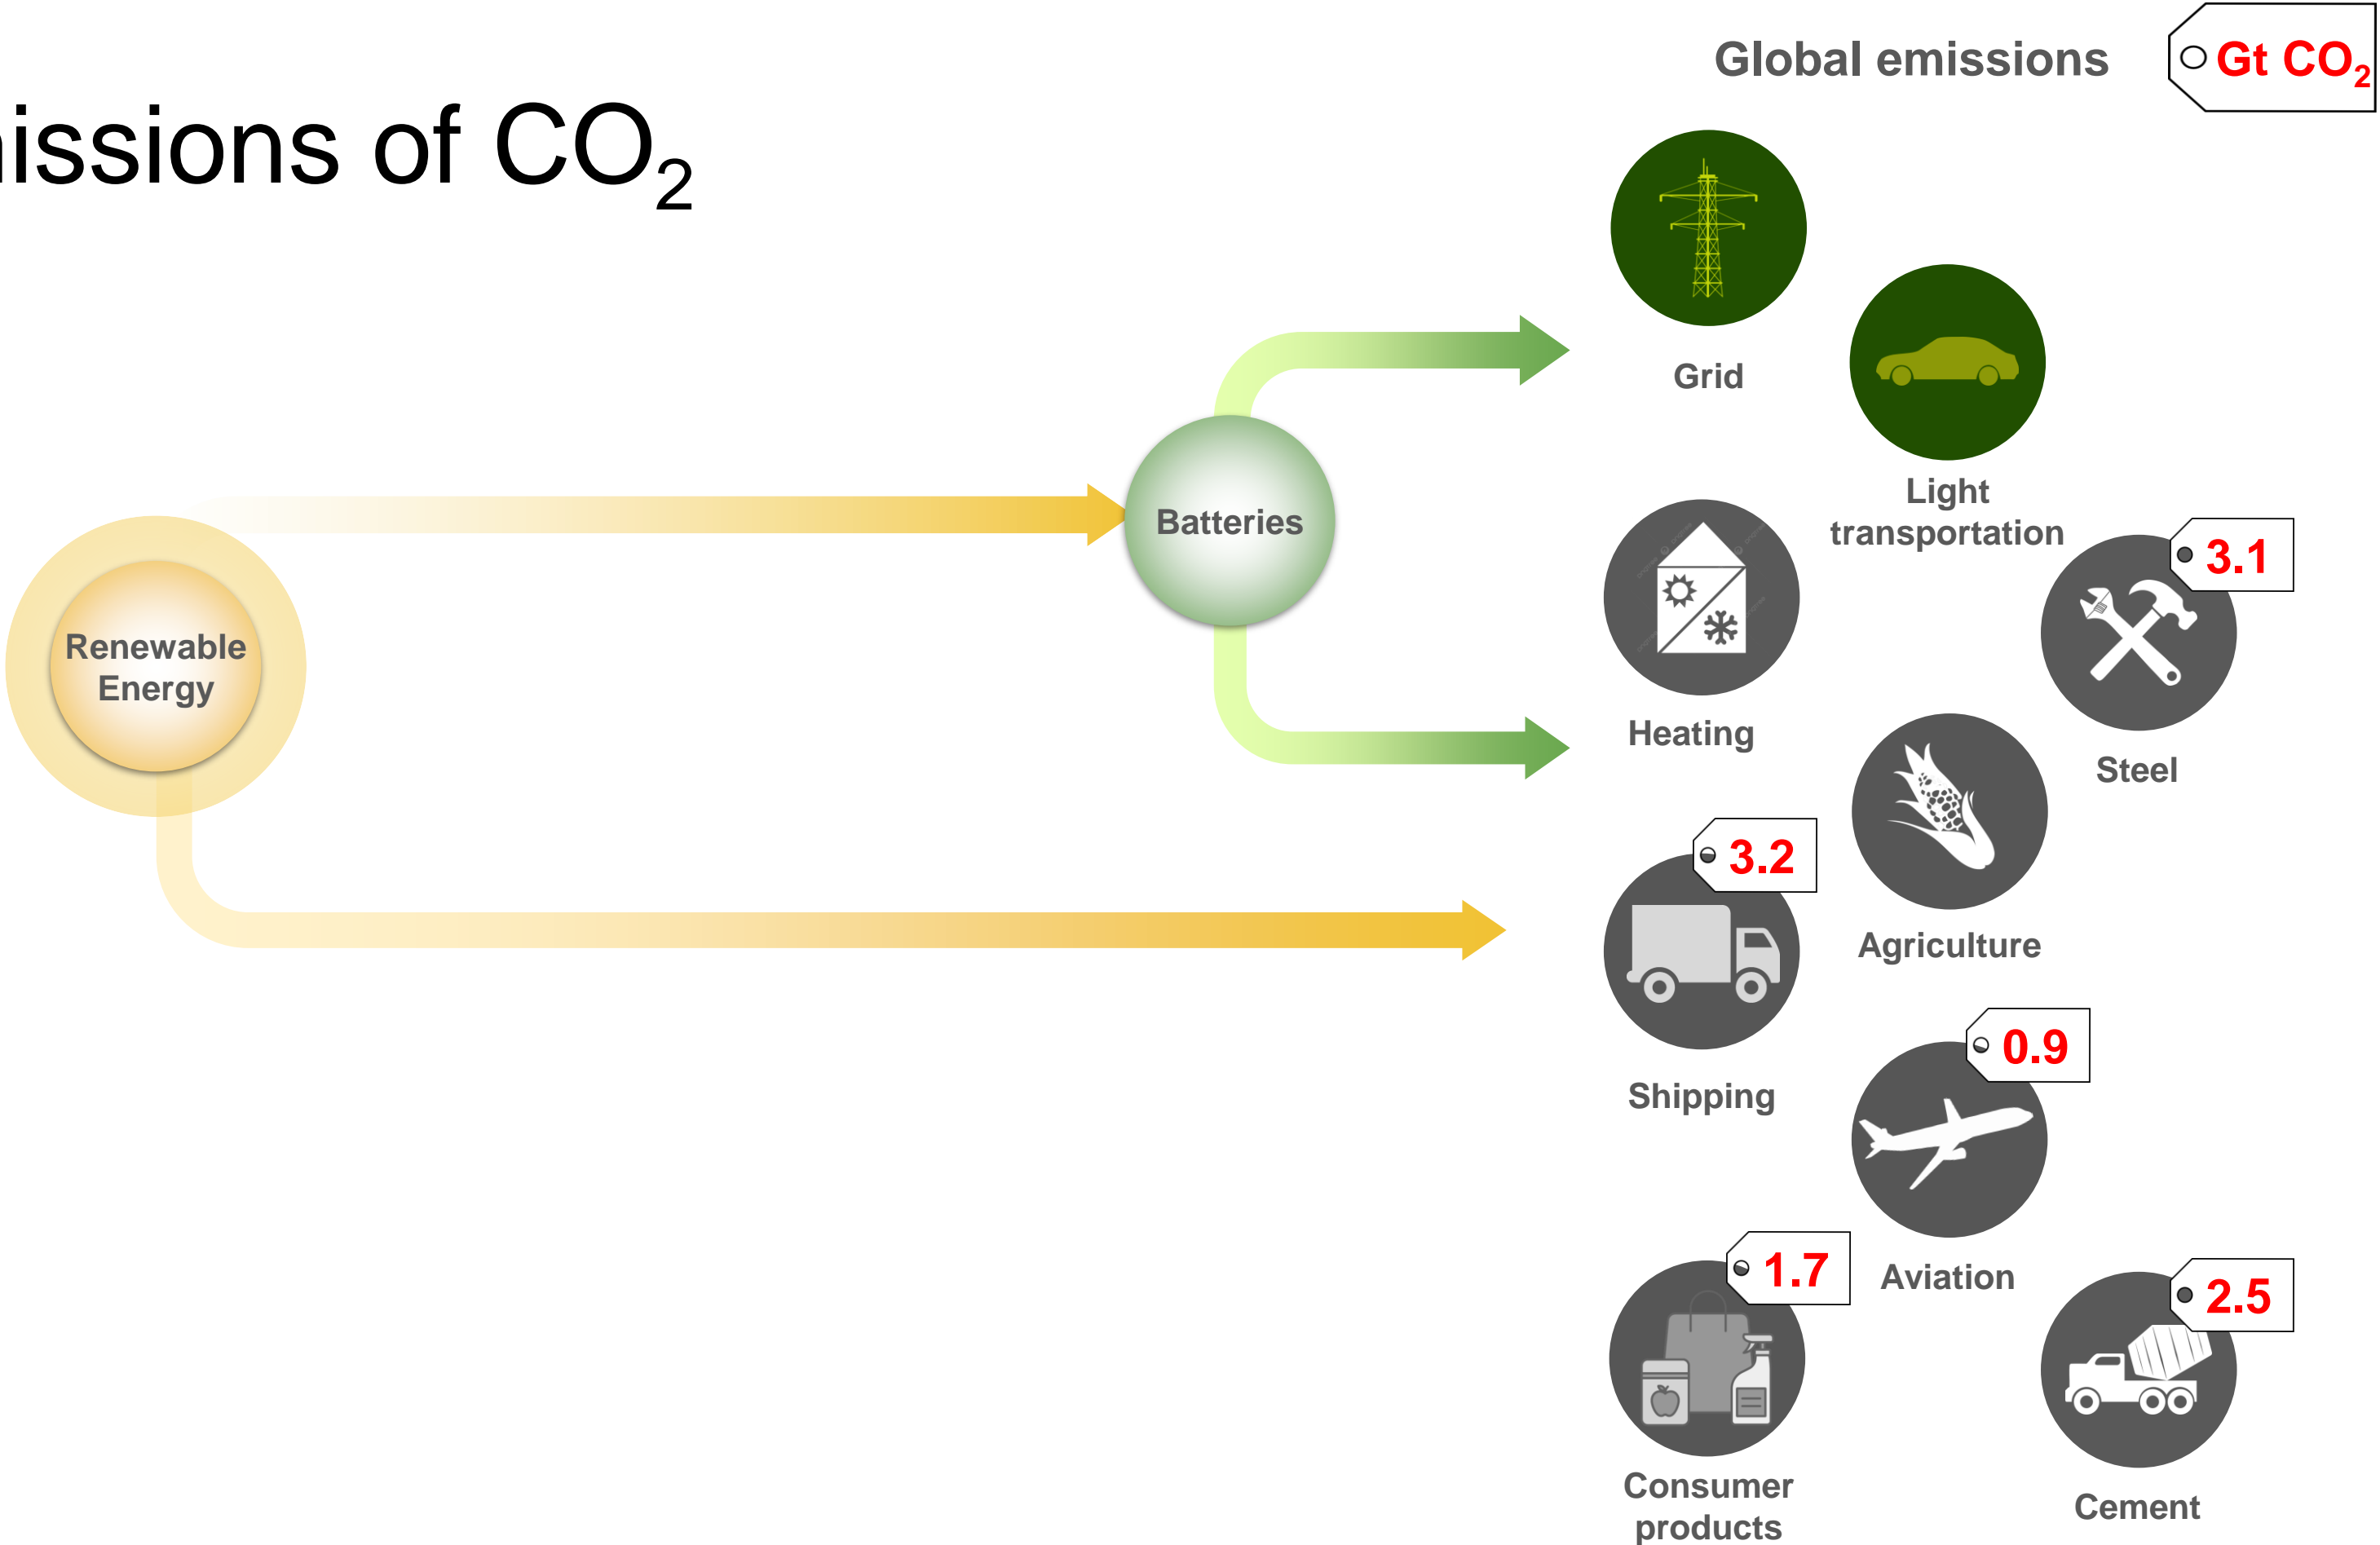 Global emissions
Gt CO₂
missions of CO₂
Grid
Light
transportation
Batteries
3.1
Renewable
Energy
Heating
Steel
3.2
Agriculture
Shipping
0.9
1.7
Aviation
2.5
Consumer
products
Cement